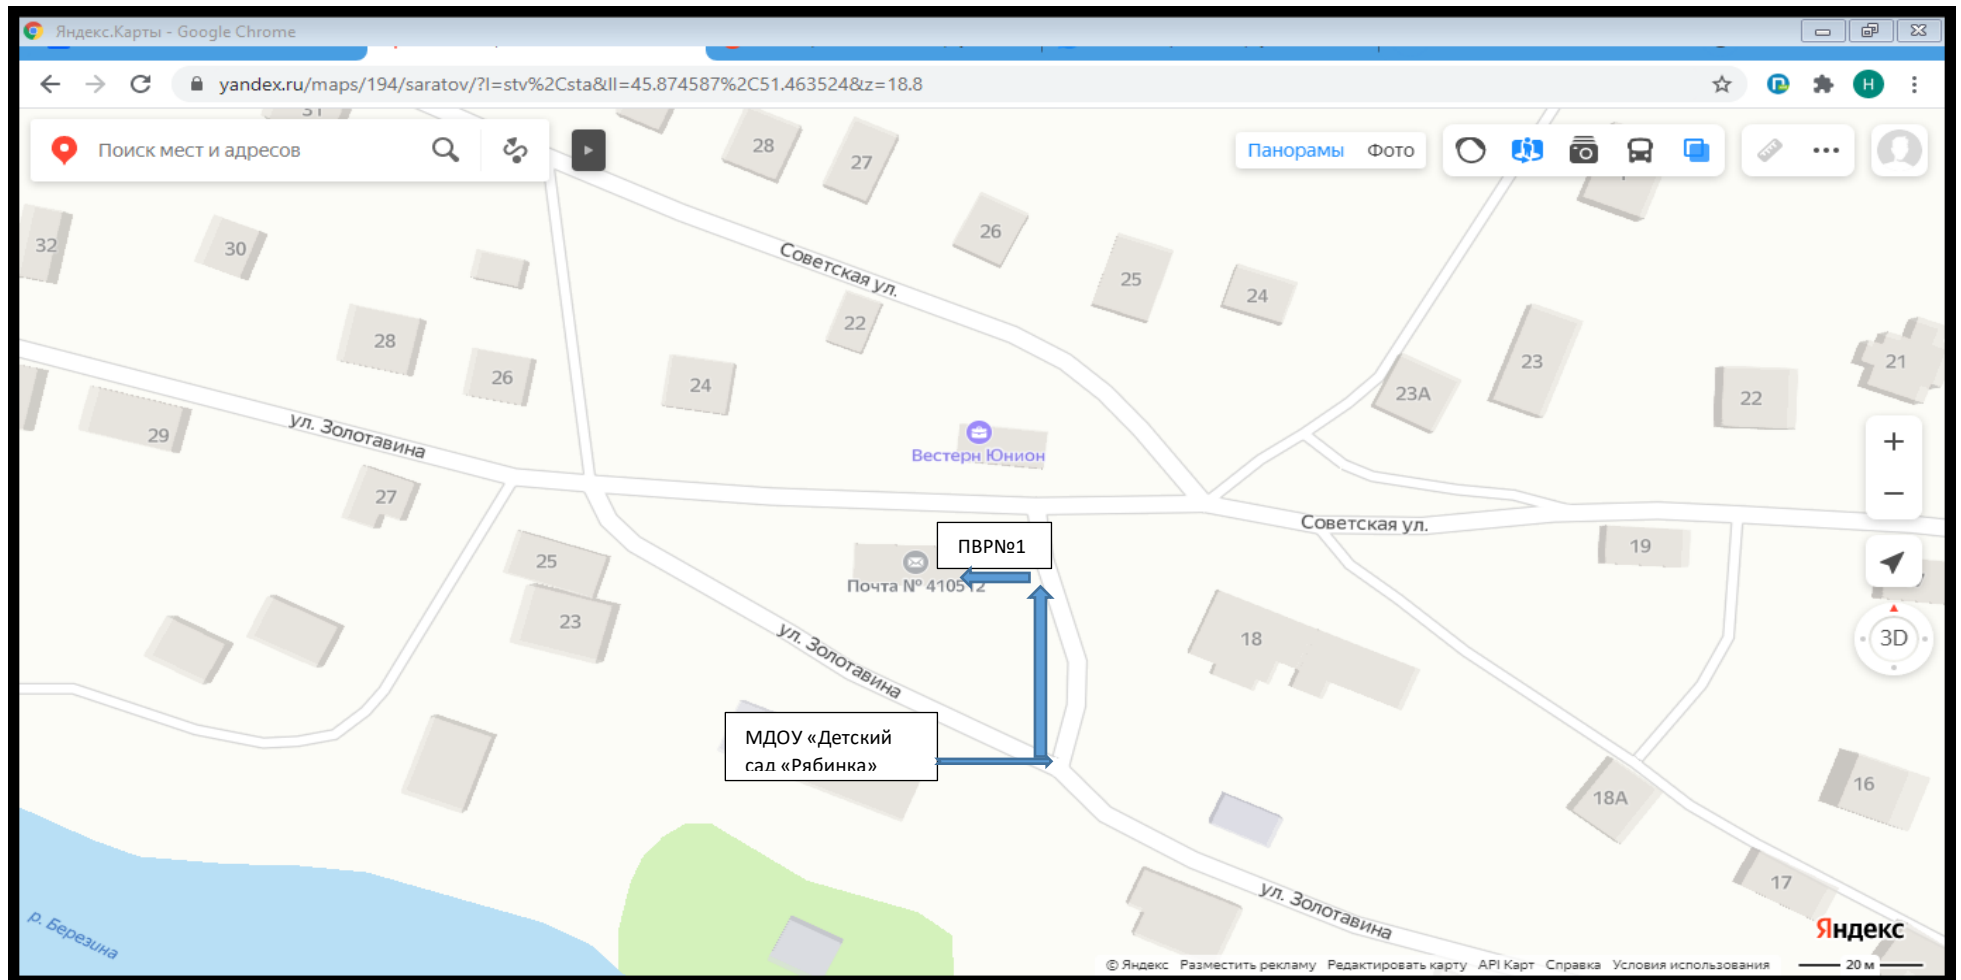 Яндекс.Карты - Google Chrome
yandex.ru/maps/194/saratov/?l=stv%2Csta&ll=45.874587%2C51.463524&z=18.8
Н
31
Поиск мест и адресов
28
27
Панорамы Фото
32
30
26
Советская ул.
25
24
22
28
26
24
23А
23
22
21
29
ул. Золотавина
Вестерн Юнион
27
Советская ул.
ПВР№1
19
25
Почта № 410512
23
18
3D
ул. Золотавина
МДОУ «Детский
сад «Рябинка»
18А
16
17
ул. Золотавина
р. Березина
Яндекс
© Яндекс Разместить рекламу Редактировать карту API Карт Справка Условия использования 20 м